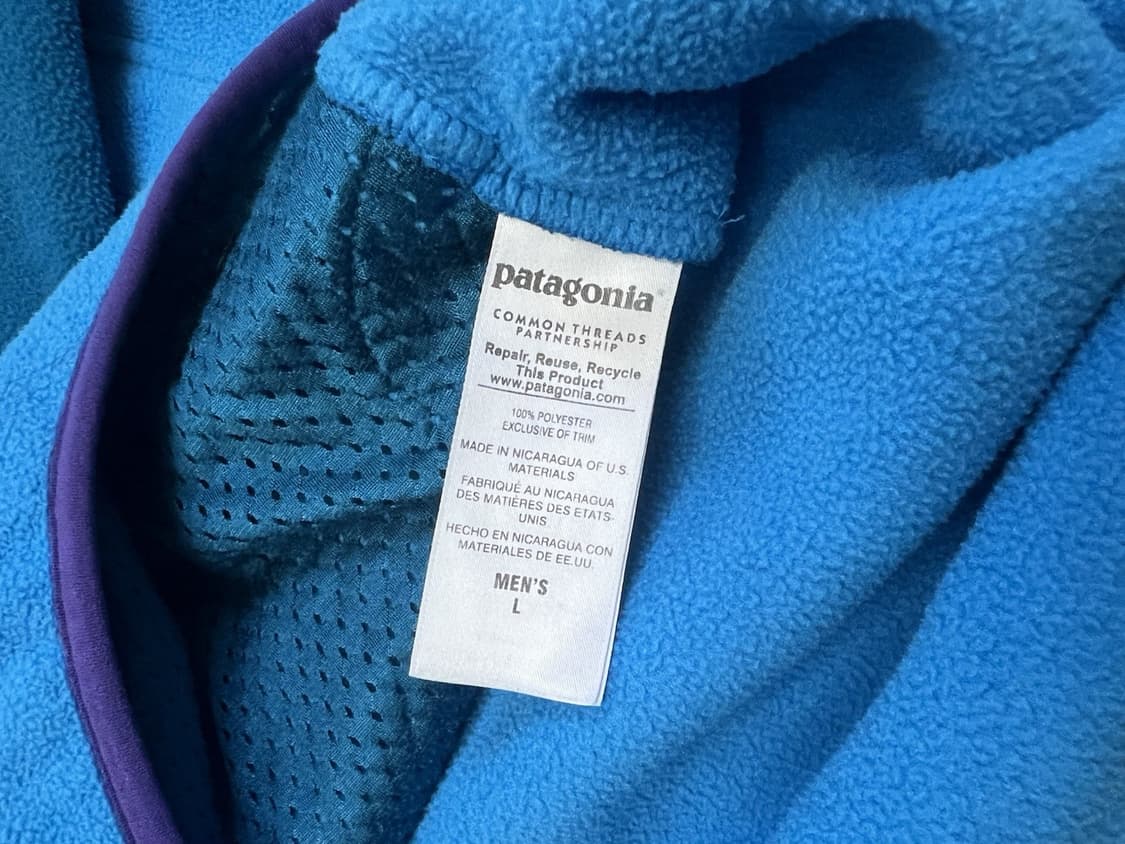 patagonia®
COMMON THREADS
PARTNERSHIP
Repair, Reuse, Recycle
This Product
www.patagonia.com
100% POLYESTER
EXCLUSIVE OF TRIM
MADE IN NICARAGUA OF U.S.
MATERIALS
FABRIQUÉ AU NICARAGUA
DES MATIÈRES DES ETATS-
UNIS
HECHO EN NICARAGUA CON
MATERIALES DE EE.UU.
MEN'S
L